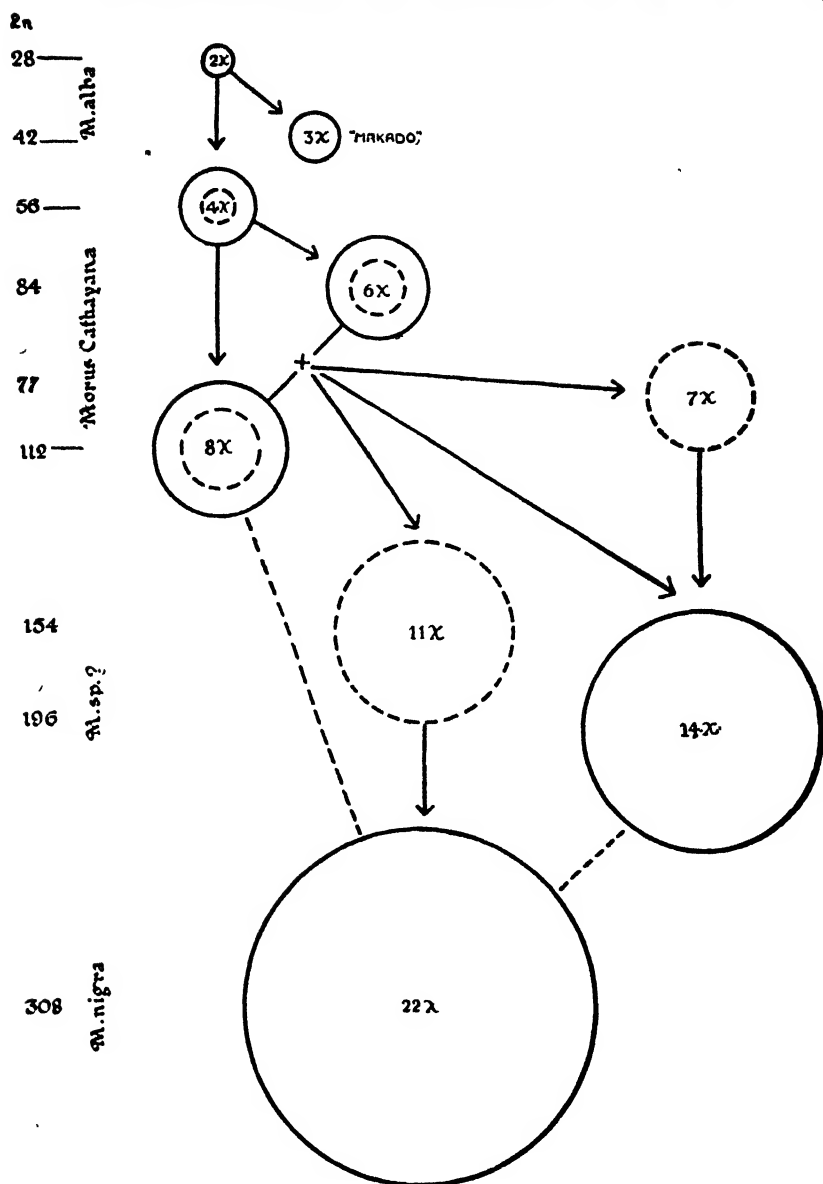 2n
28
2x
M. alba
42
3x "MAKADO",
56
4x
84
6x
Morus Cathayana
+
77
7x
112
8x
154
11x
M. sp. ?
196
14x
308
22x
M. nigra